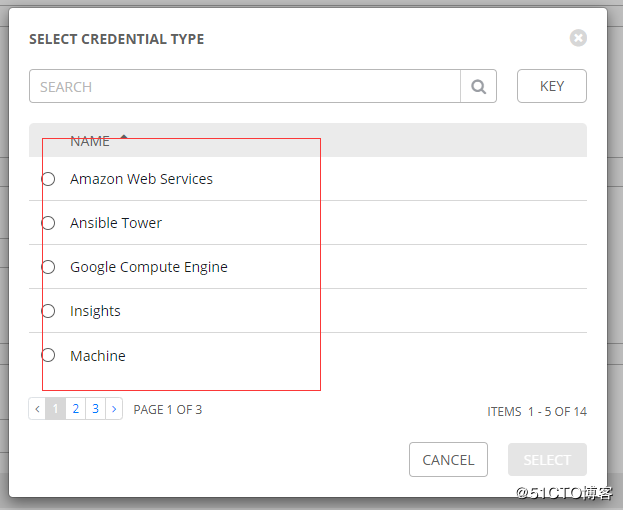 SELECT CREDENTIAL TYPE
SEARCH
KEY
NAME
Amazon Web Services
Ansible Tower
Google Compute Engine
Insights
Machine
‹ 1 2 3 › PAGE 1 OF 3
ITEMS 1 - 5 OF 14
CANCEL
SELECT
@51CTO博客